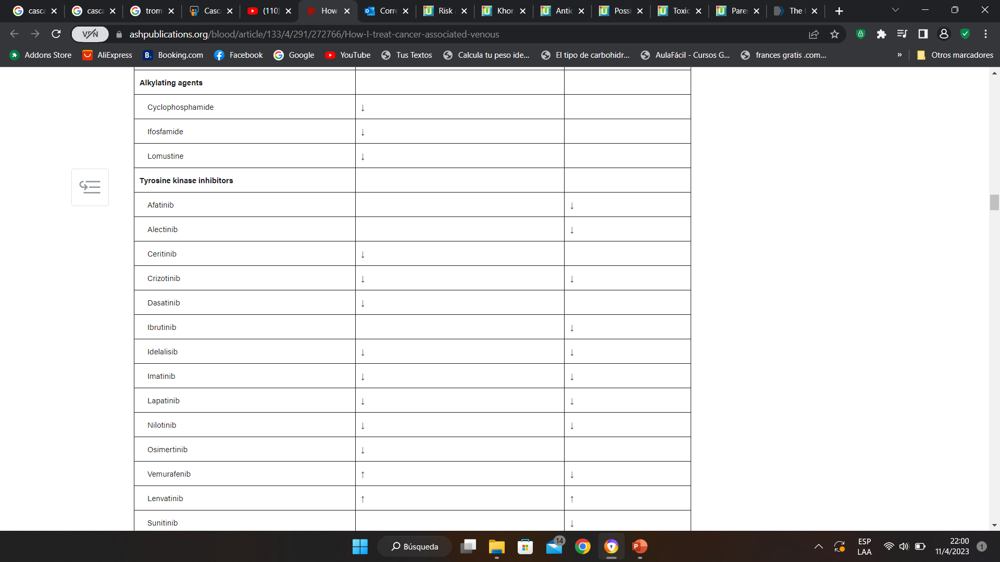 casca
casca
trom
Casc
(110)
How
Corre
Risk a
Khor
Antic
Possi
Toxic
Pare
The
VPN
ashpublications.org/blood/article/133/4/291/272766/How-I-treat-cancer-associated-venous
Addons Store AliExpress Booking.com Facebook Google YouTube Tus Textos Calcula tu peso ide... El tipo de carbohidr... AulaFácil - Cursos G... frances gratis .com... » Otros marcadores
Alkylating agents
Cyclophosphamide ↓
Ifosfamide ↓
Lomustine ↓
Tyrosine kinase inhibitors
Afatinib ↓
Alectinib ↓
Ceritinib ↓
Crizotinib ↓ ↓
Dasatinib ↓
Ibrutinib ↓
Idelalisib ↓ ↓
Imatinib ↓ ↓
Lapatinib ↓ ↓
Nilotinib ↓ ↓
Osimertinib ↓
Vemurafenib ↑ ↓
Lenvatinib ↑ ↑
Sunitinib ↓
Búsqueda
14
ESP
LAA
22:00
11/4/2023
1